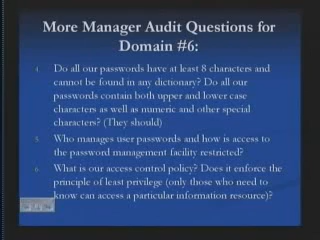 More Manager Audit Questions for
Domain #6:
4. Do all our passwords have at least 8 characters and
cannot be found in any dictionary? Do all our
passwords contain both upper and lower case
characters as well as numeric and other special
characters? (They should)
5. Who manages user passwords and how is access to
the password management facility restricted?
6. What is our access control policy? Does it enforce the
principle of least privilege (only those who need to
know can access a particular information resource)?